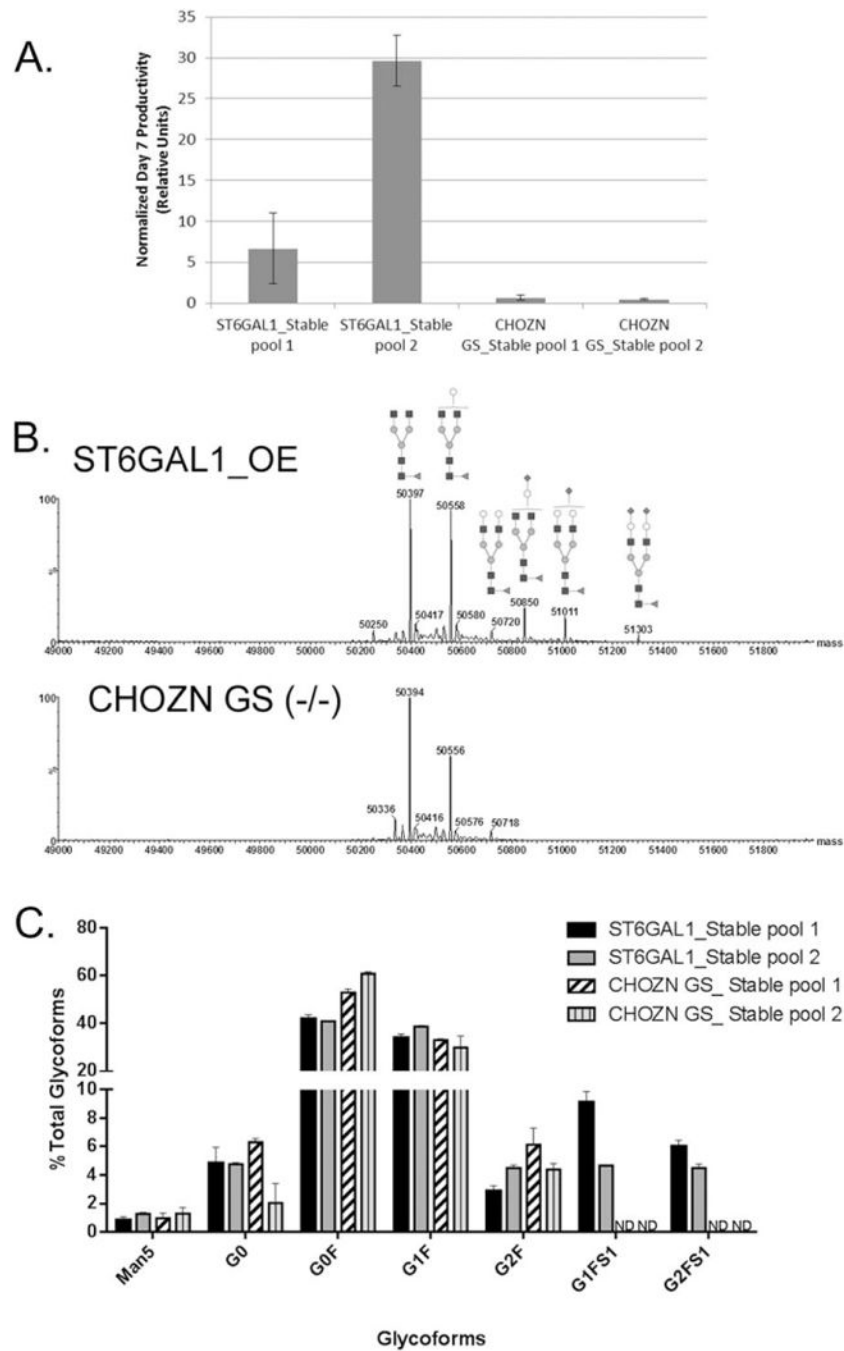 A.
Normalized Day 7 Productivity
(Relative Units)
35
30
25
20
15
10
5
0
ST6GAL1_Stable
pool 1
ST6GAL1_Stable
pool 2
CHOZN
GS_Stable pool 1
CHOZN
GS_Stable pool 2
B.
ST6GAL1_OE
100
%
50250
50397
50417
50558
50580
50720
50850
51011
51303
49000 49200 49400 49600 49800 50000 50200 50400 50600 50800 51000 51200 51400 51600 51800 mass
CHOZN GS (-/-)
100
%
50336
50394
50416
50556
50576
50718
49000 49200 49400 49600 49800 50000 50200 50400 50600 50800 51000 51200 51400 51600 51800 mass
C.
% Total Glycoforms
80
60
40
20
10
8
6
4
2
0
ST6GAL1_Stable pool 1
ST6GAL1_Stable pool 2
CHOZN GS_ Stable pool 1
CHOZN GS_ Stable pool 2
ND ND ND ND
Man5 G0 G0F G1F G2F G1FS1 G2FS1
Glycoforms